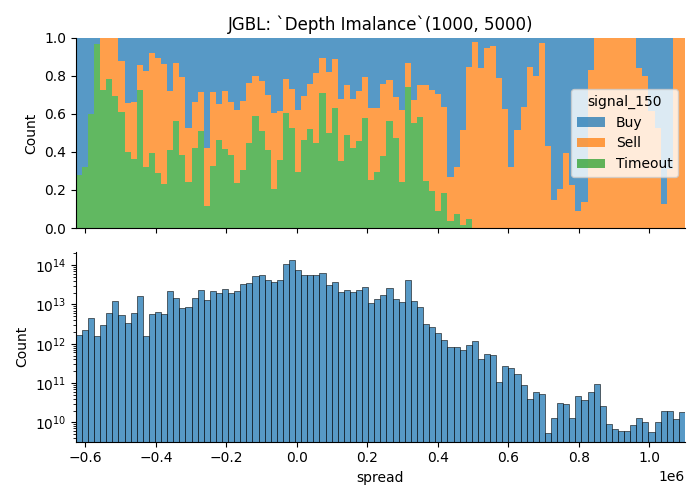 JGBL: `Depth Imalance`(1000, 5000)
1.0
0.8
0.6
0.4
0.2
0.0
Count
signal_150
Buy
Sell
Timeout
10^14
10^13
10^12
10^11
10^10
Count
−0.6 −0.4 −0.2 0.0 0.2 0.4 0.6 0.8 1.0
1e6
spread